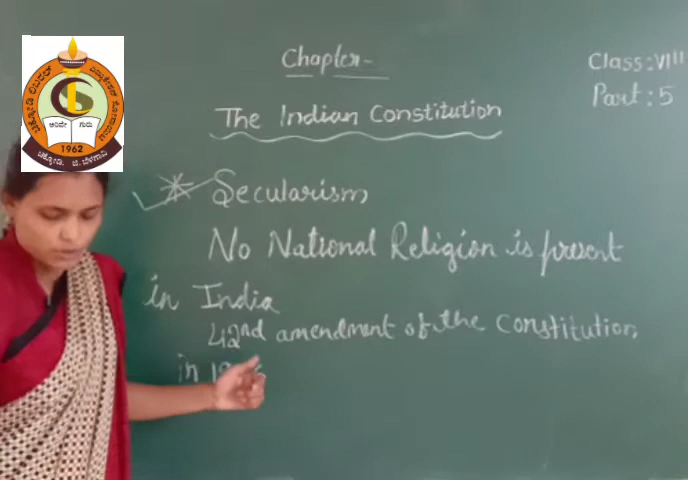 Chapter-
Class: VIII
The Indian Constitution
Part: 5
Secularism
No National Religion is present
in India
42nd amendment of the Constitution
in
ಅರಿವೇ ಗುರು
1962